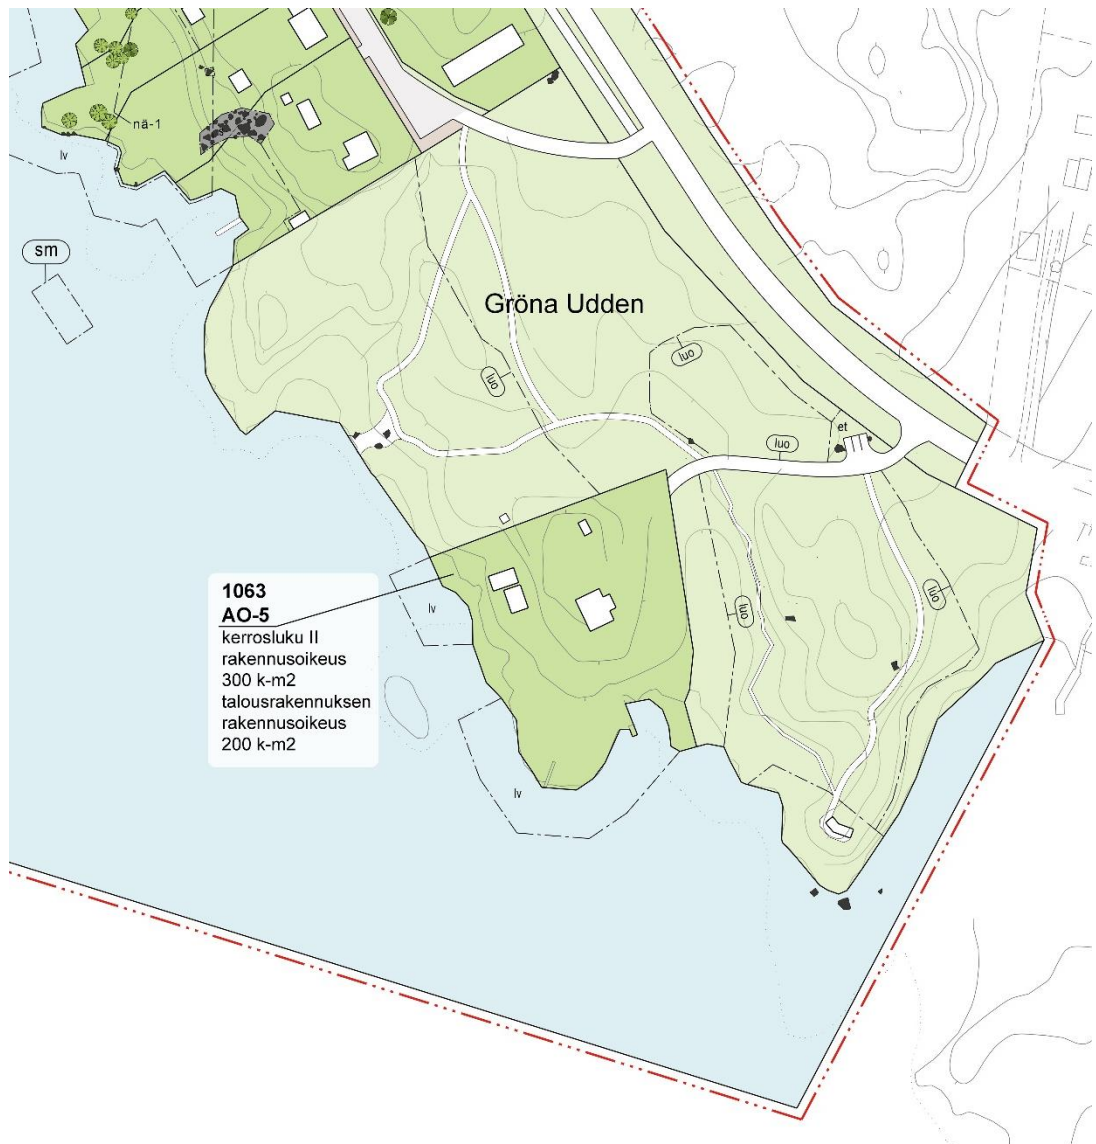 nä-1
lv
sm
Gröna Udden
luo
luo
luo
et
1063
AO-5
kerrosluku II
rakennusoikeus
300 k-m2
talousrakennuksen
rakennusoikeus
200 k-m2
lv
luo
luo
lv